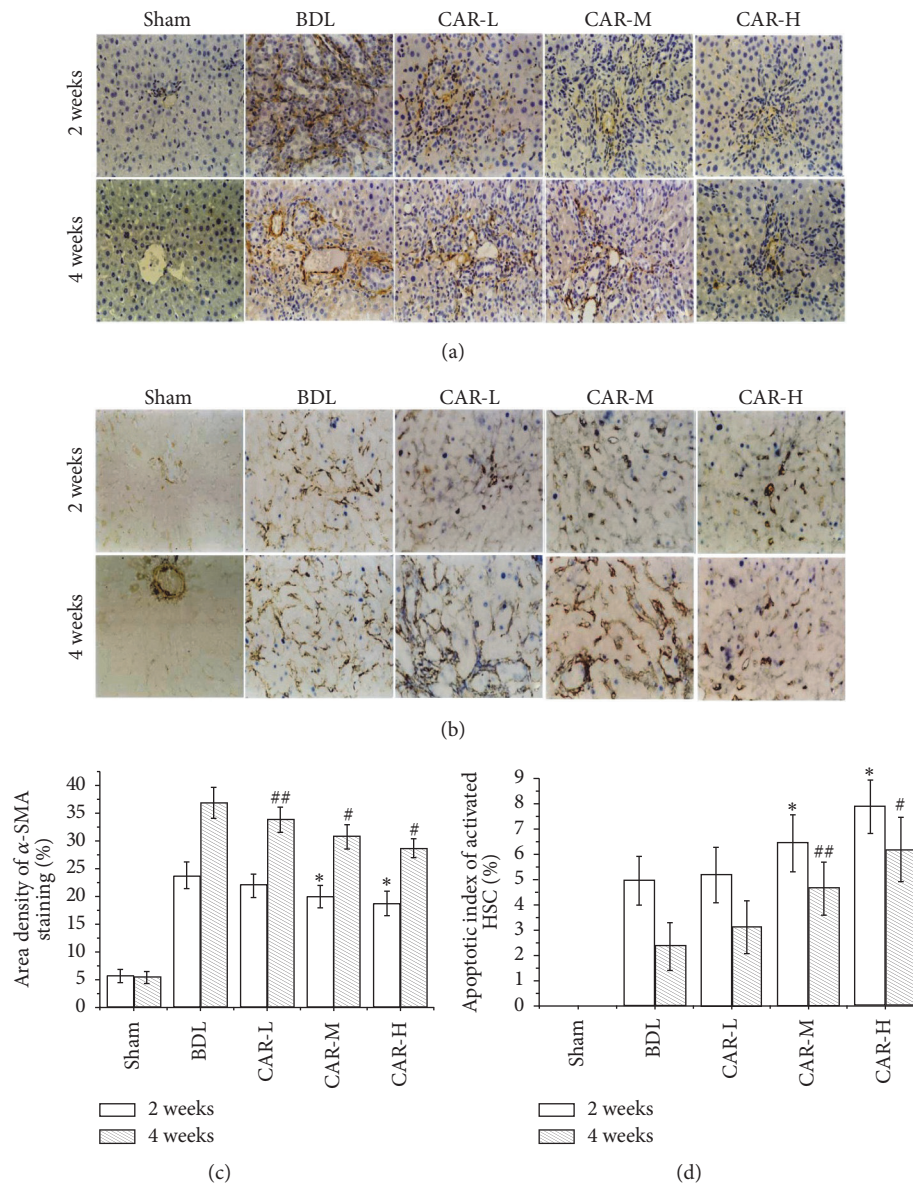 Sham BDL CAR-L CAR-M CAR-H
2 weeks
4 weeks
(a)
Sham BDL CAR-L CAR-M CAR-H
2 weeks
4 weeks
(b)
Area density of α-SMA
staining (%)
40
35
30
25
20
15
10
5
0
##
#
#
*
*
Sham
BDL
CAR-L
CAR-M
CAR-H
2 weeks
4 weeks
(c)
Apoptotic index of activated
HSC (%)
9
8
7
6
5
4
3
2
1
0
*
*
##
#
Sham
BDL
CAR-L
CAR-M
CAR-H
2 weeks
4 weeks
(d)